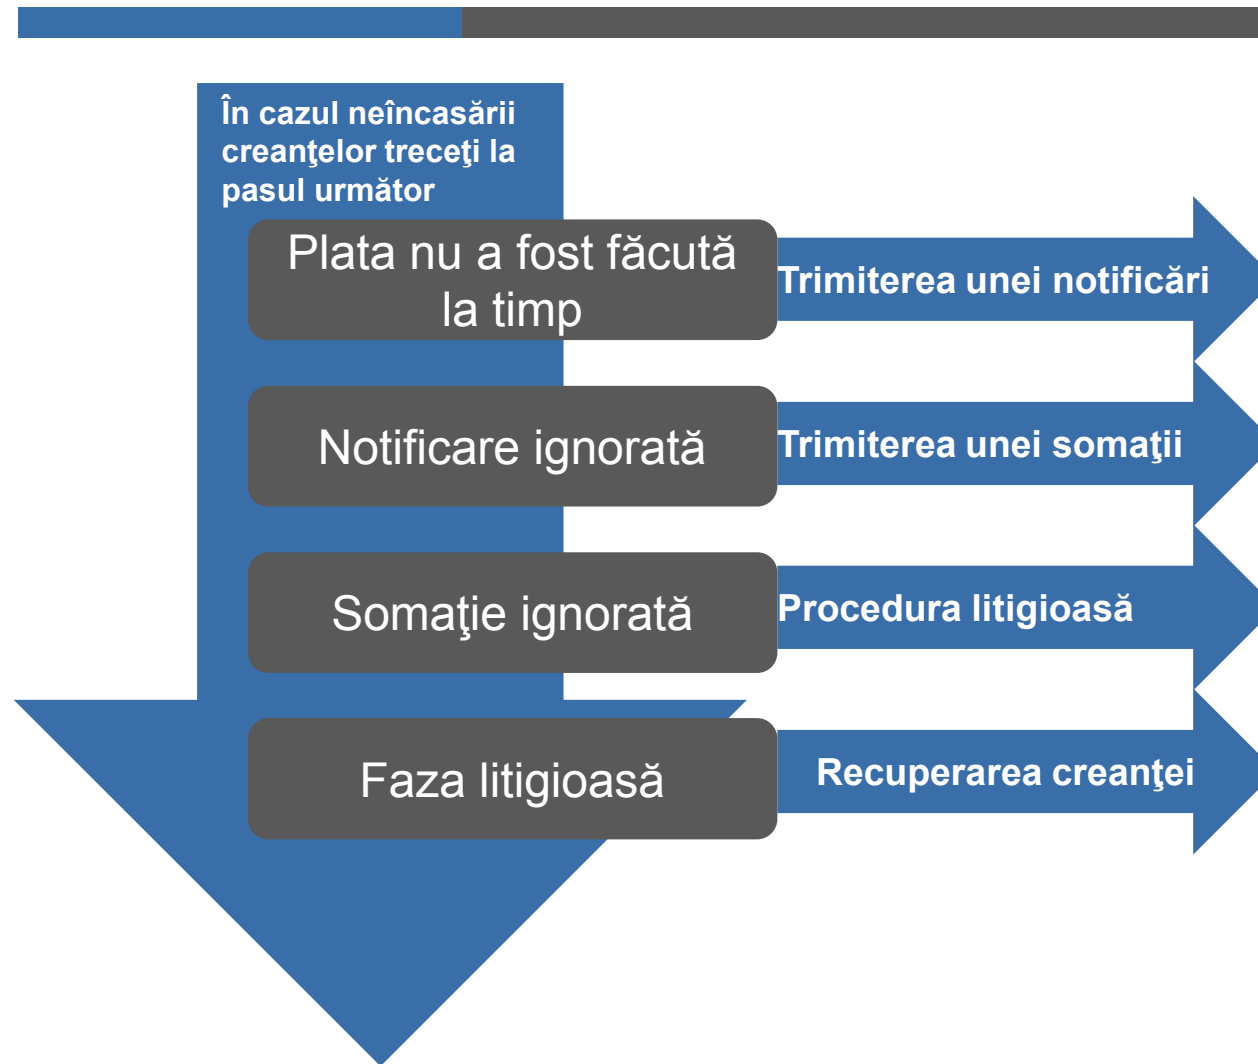 În cazul neîncasării
creanţelor treceţi la
pasul următor
Plata nu a fost făcută
la timp
Trimiterea unei notificări
Notificare ignorată
Trimiterea unei somaţii
Somaţie ignorată
Procedura litigioasă
Faza litigioasă
Recuperarea creanţei